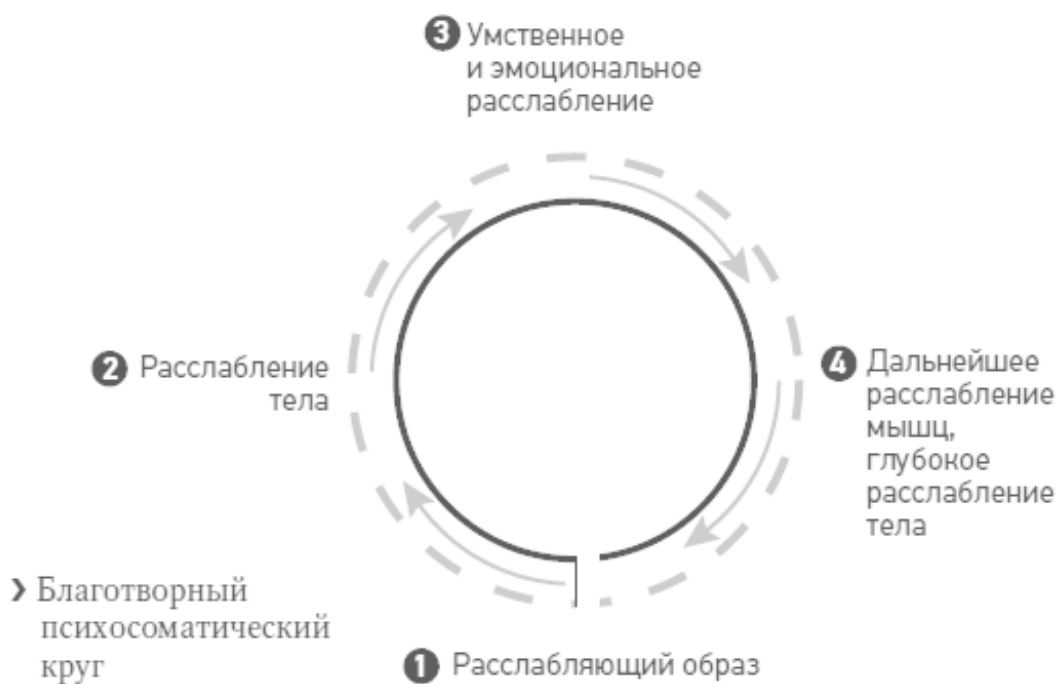 3 Умственное
и эмоциональное
расслабление
2 Расслабление
тела
4 Дальнейшее
расслабление
мышц,
глубокое
расслабление
тела
› Благотворный
психосоматический
круг
1 Расслабляющий образ